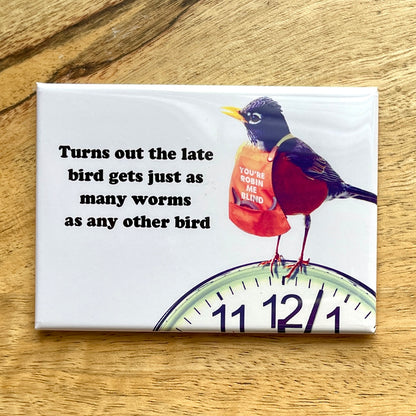 Turns out the late
bird gets just as
many worms
as any other bird
YOU'RE
ROBIN
ME
BLIND
11 12 1